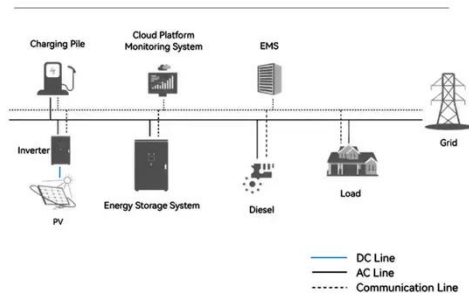 Charging Pile
Cloud Platform
Monitoring System
EMS
Inverter
Grid
PV
Energy Storage System
Diesel
Load
DC Line
AC Line
Communication Line